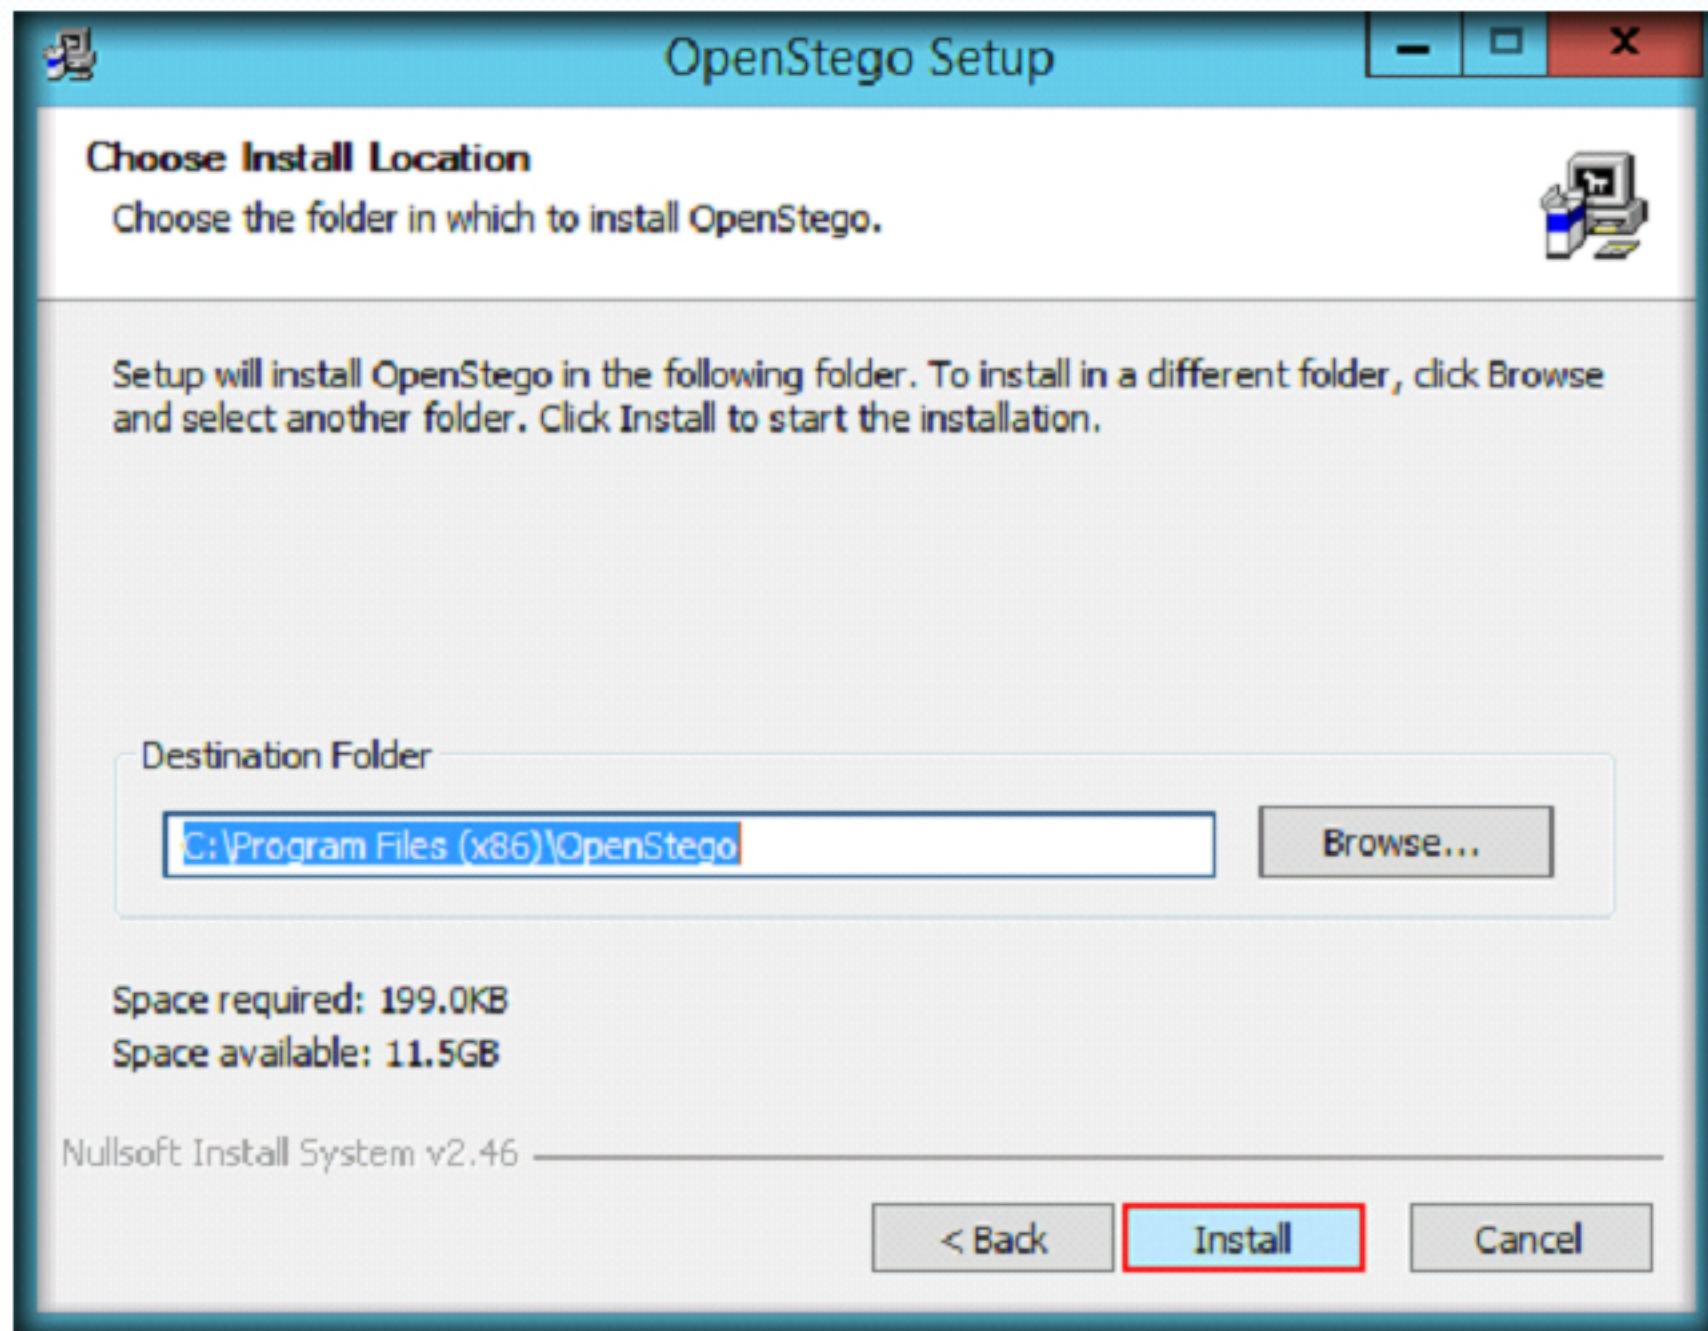 OpenStego Setup
Choose Install Location
Choose the folder in which to install OpenStego.
Setup will install OpenStego in the following folder. To install in a different folder, click Browse
and select another folder. Click Install to start the installation.
Destination Folder
C:\Program Files (x86)\OpenStego
Browse...
Space required: 199.0KB
Space available: 11.5GB
Nullsoft Install System v2.46
< Back
Install
Cancel